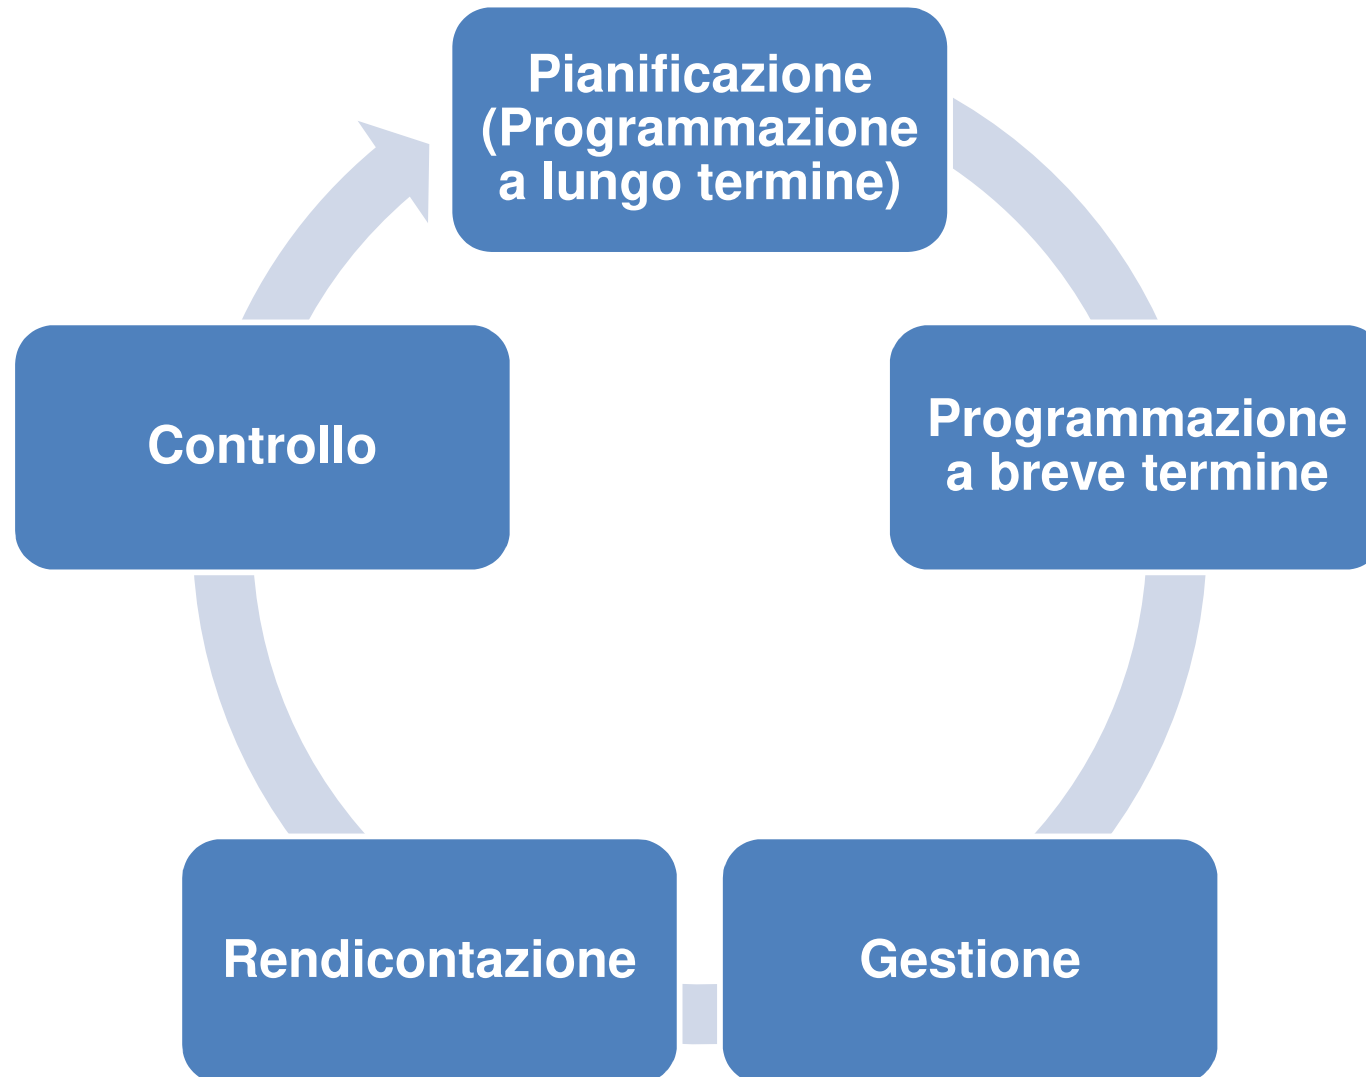 Pianificazione
(Programmazione
a lungo termine)
Programmazione
a breve termine
Gestione
Rendicontazione
Controllo